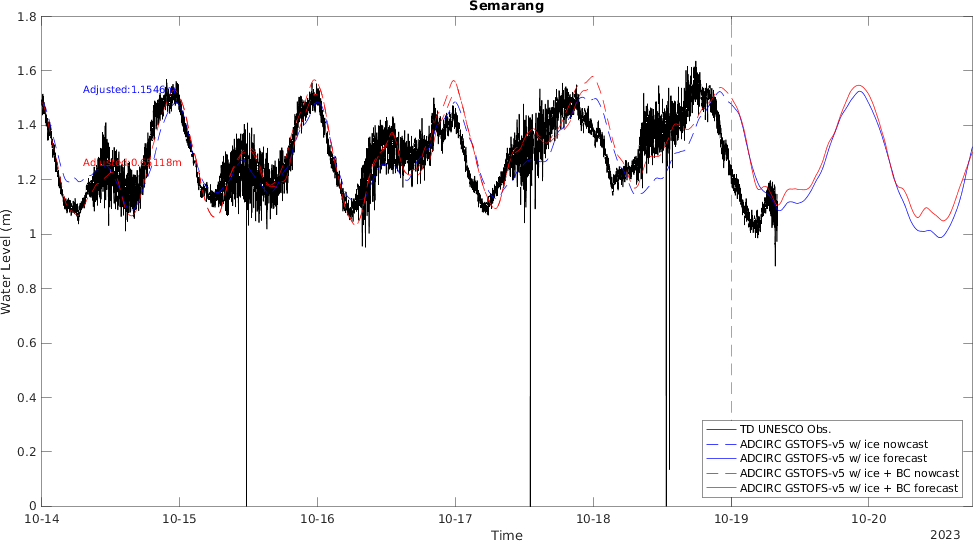 Semarang
1.8
1.6
1.4
1.2
1
0.8
0.6
0.4
0.2
0
Water Level (m)
Adjusted:1.1546m
10-14
10-15
10-16
10-17
10-18
10-19
10-20
Time
2023
TD UNESCO Obs.
ADCIRC GSTOFS-v5 w/ ice nowcast
ADCIRC GSTOFS-v5 w/ ice forecast
ADCIRC GSTOFS-v5 w/ ice + BC nowcast
ADCIRC GSTOFS-v5 w/ ice + BC forecast